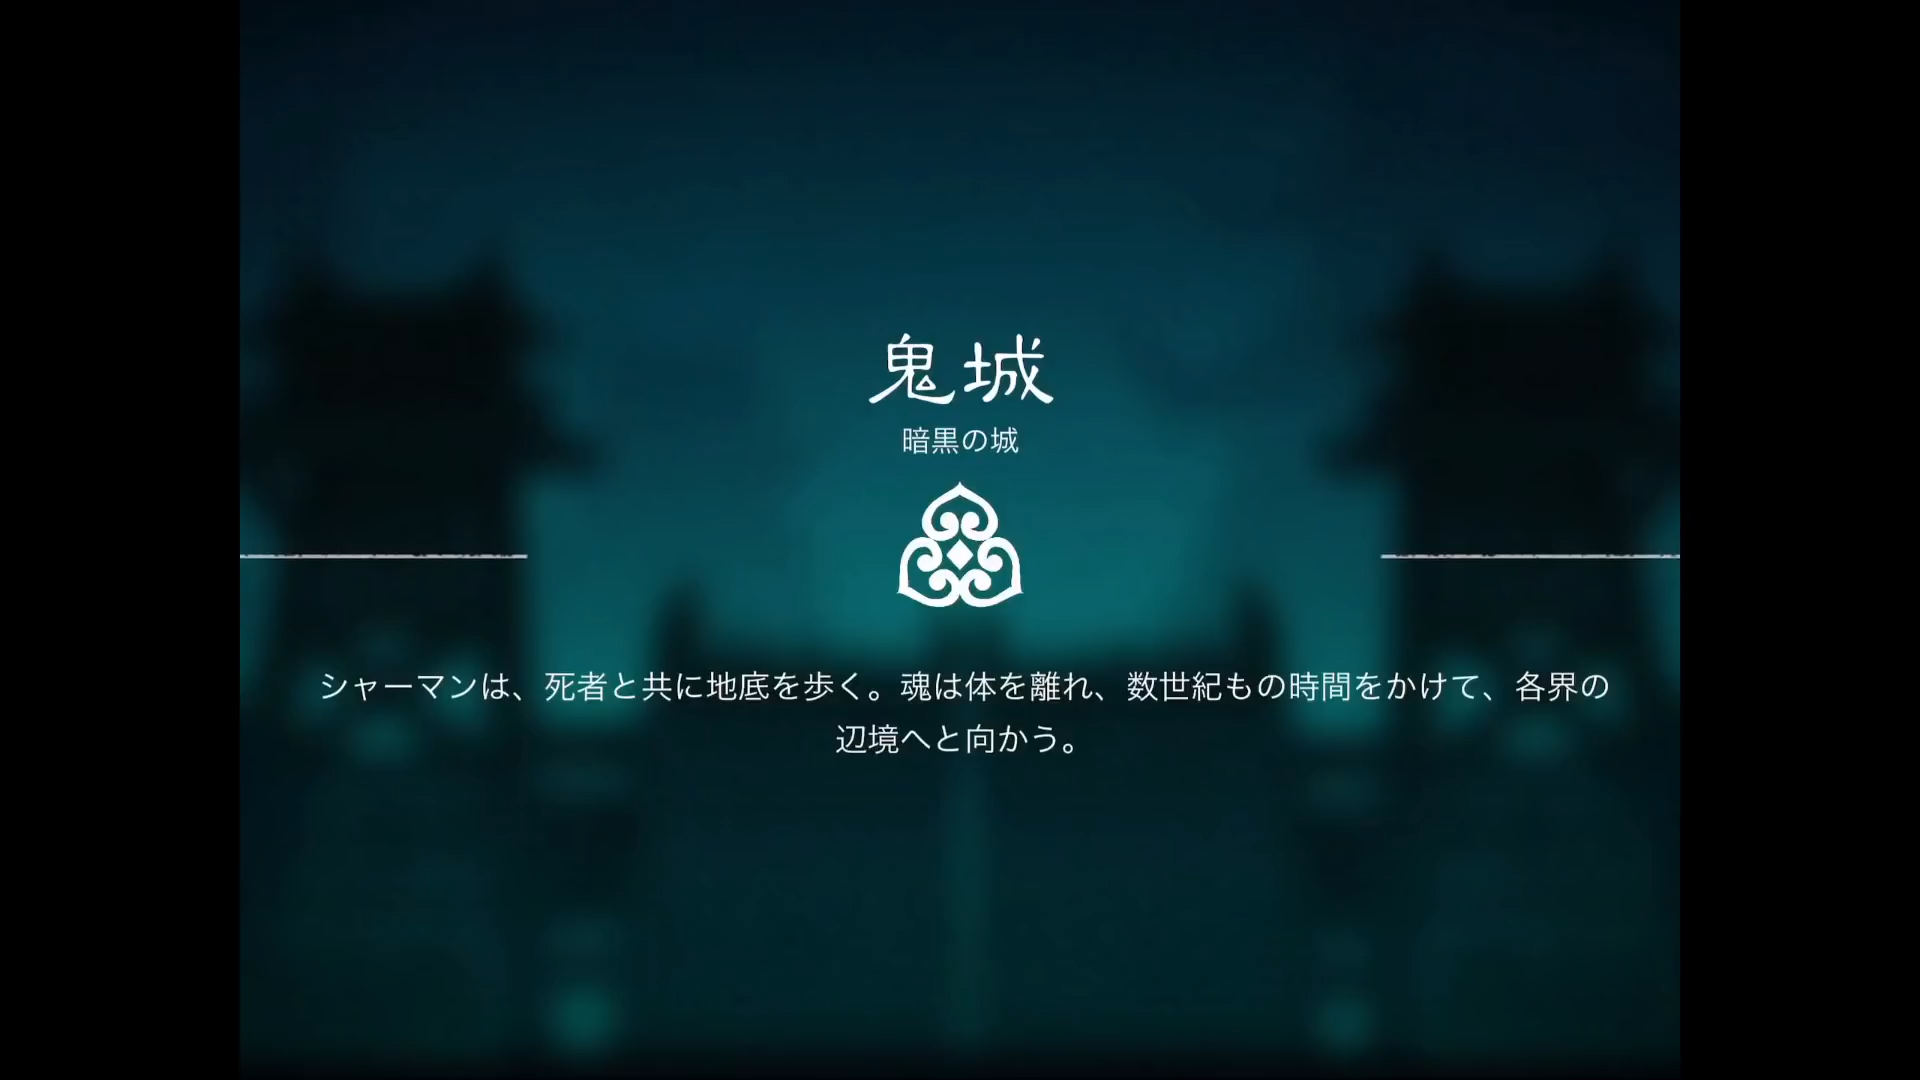 鬼城
暗黒の城
シャーマンは、死者と共に地底を歩く。魂は体を離れ、数世紀もの時間をかけて、各界の
辺境へと向かう。